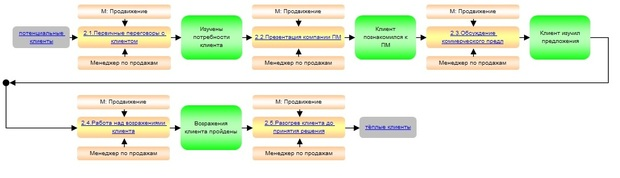 М: Продвижение
М: Продвижение
М: Продвижение
потенциальные
клиенты
2.1.Первичные переговоры с
клиентом
Изучены
потребности
клиента
2.2.Презентация компании ПМ
Клиент
познакомился к
ПМ
2.3.Обсуждение
коммерческого предл
Клиент изучил
предложения
Менеджер по продажам
Менеджер по продажам
Менеджер по продажам
М: Продвижение
М: Продвижение
2.4.Работа над возражениями
клиента
Возражения
клиента пройдены
2.5.Разогрев клиента до
принятия решения
тёплые клиенты
Менеджер по продажам
Менеджер по продажам